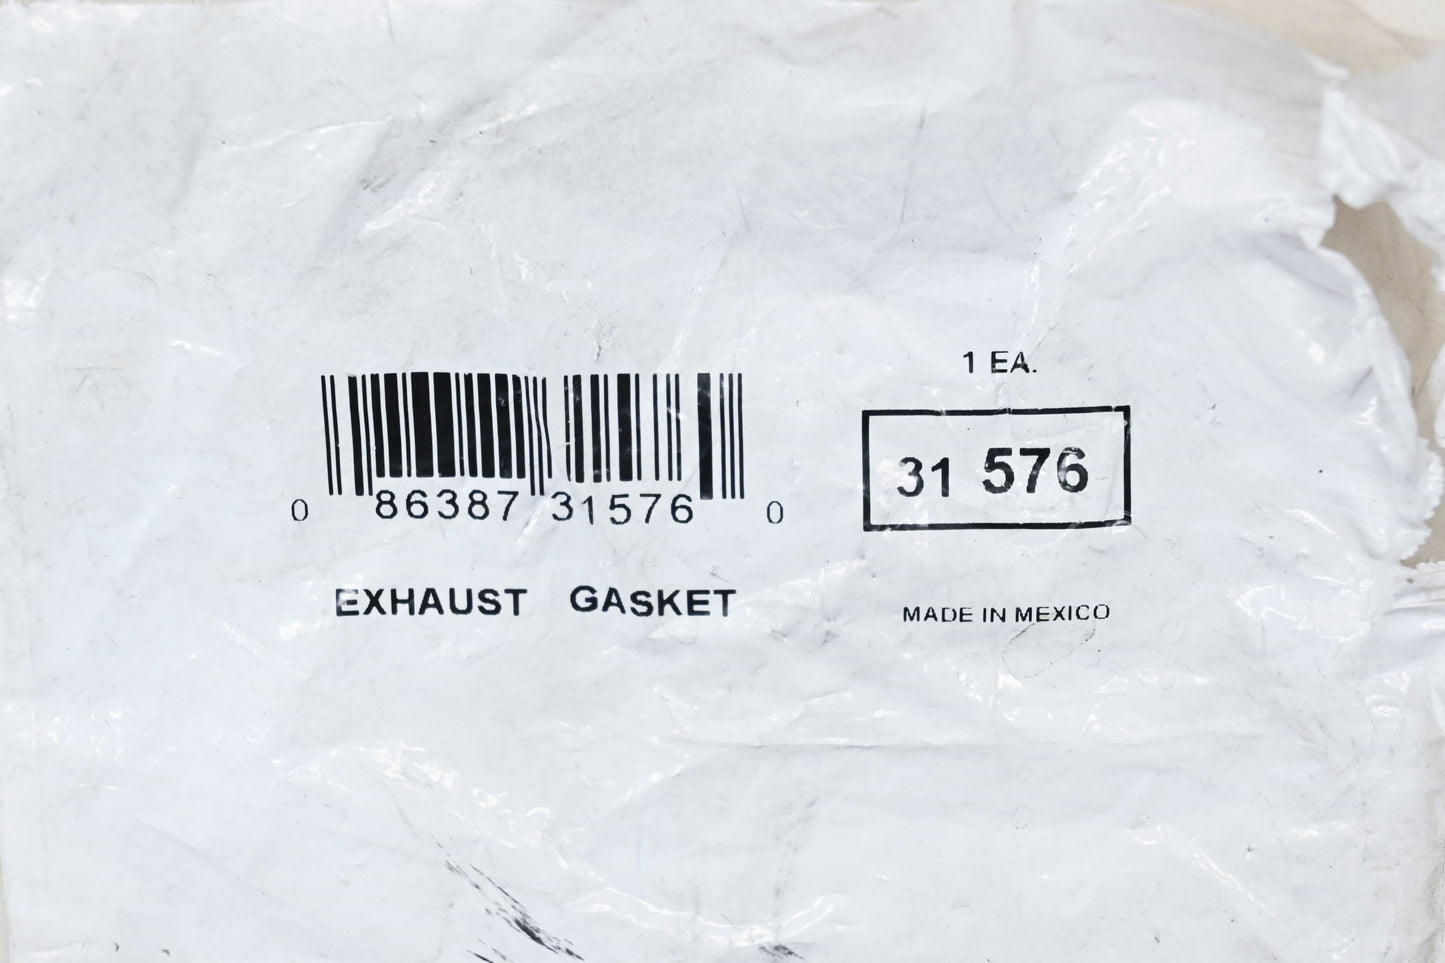 1 EA.
31 576
0 86387 31576 0
EXHAUST GASKET
MADE IN MEXICO